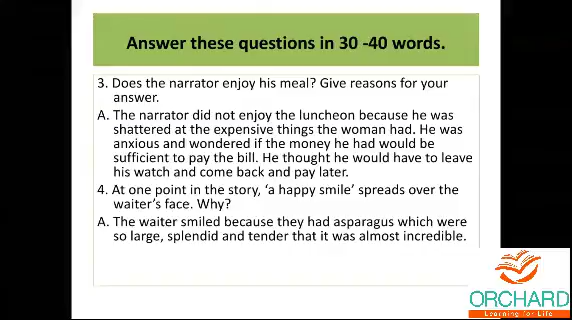 Answer these questions in 30 -40 words.
3. Does the narrator enjoy his meal? Give reasons for your
answer.
A. The narrator did not enjoy the luncheon because he was
shattered at the expensive things the woman had. He was
anxious and wondered if the money he had would be
sufficient to pay the bill. He thought he would have to leave
his watch and come back and pay later.
4. At one point in the story, ‘a happy smile’ spreads over the
waiter’s face. Why?
A. The waiter smiled because they had asparagus which were
so large, splendid and tender that it was almost incredible.
ORCHARD
Learning for Life